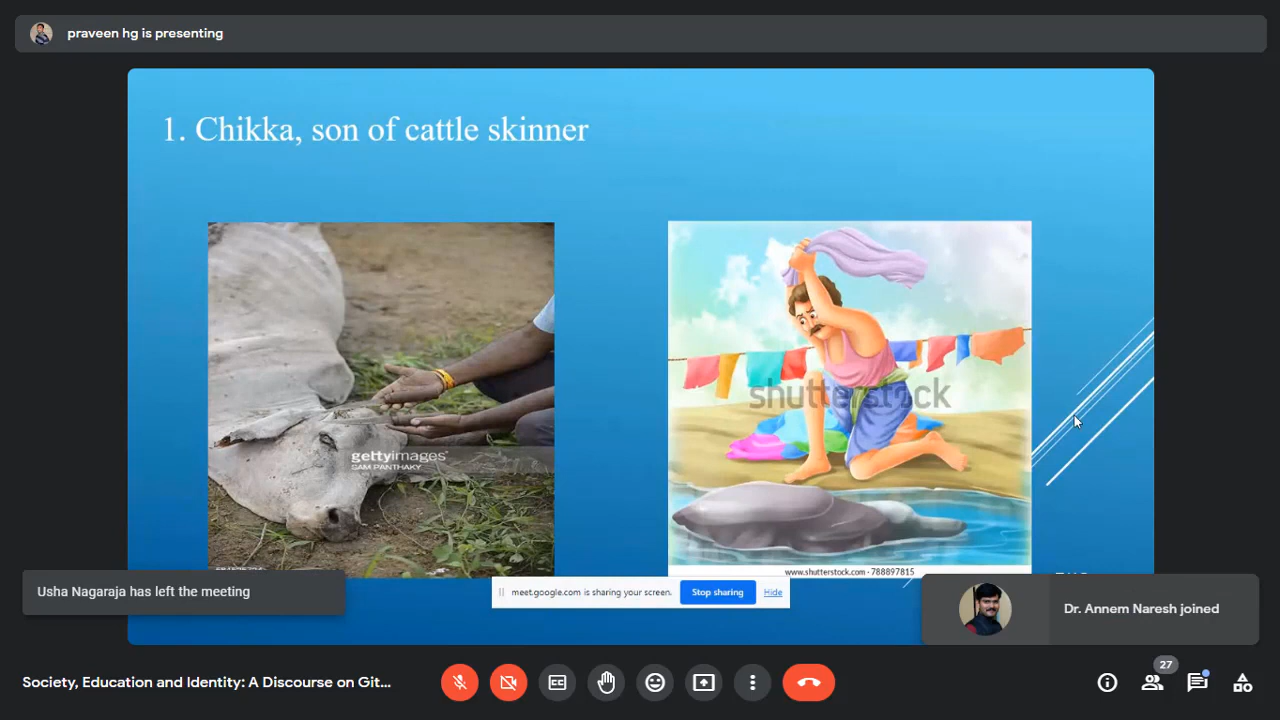 praveen hg is presenting
1. Chikka, son of cattle skinner
gettyimages
SAM PANTHAKY
shutterstock
www.shutterstock.com • 788897815
Usha Nagaraja has left the meeting
meet.google.com is sharing your screen.
Stop sharing
Hide
Dr. Annem Naresh joined
Society, Education and Identity: A Discourse on Git...
27